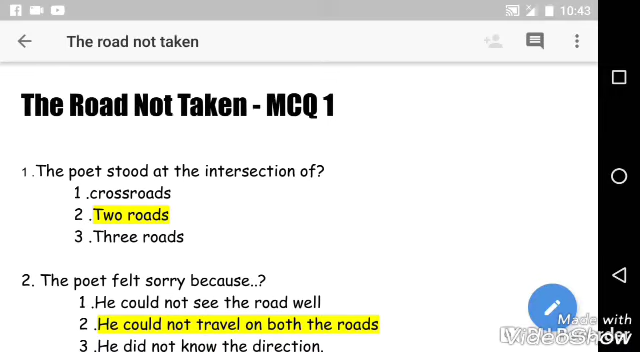 10:43
The road not taken
The Road Not Taken - MCQ 1
1 .The poet stood at the intersection of?
1 .crossroads
2 .Two roads
3 .Three roads
2. The poet felt sorry because..?
1 .He could not see the road well
2 .He could not travel on both the roads
3 .He did not know the direction.
Made with
VideoShow